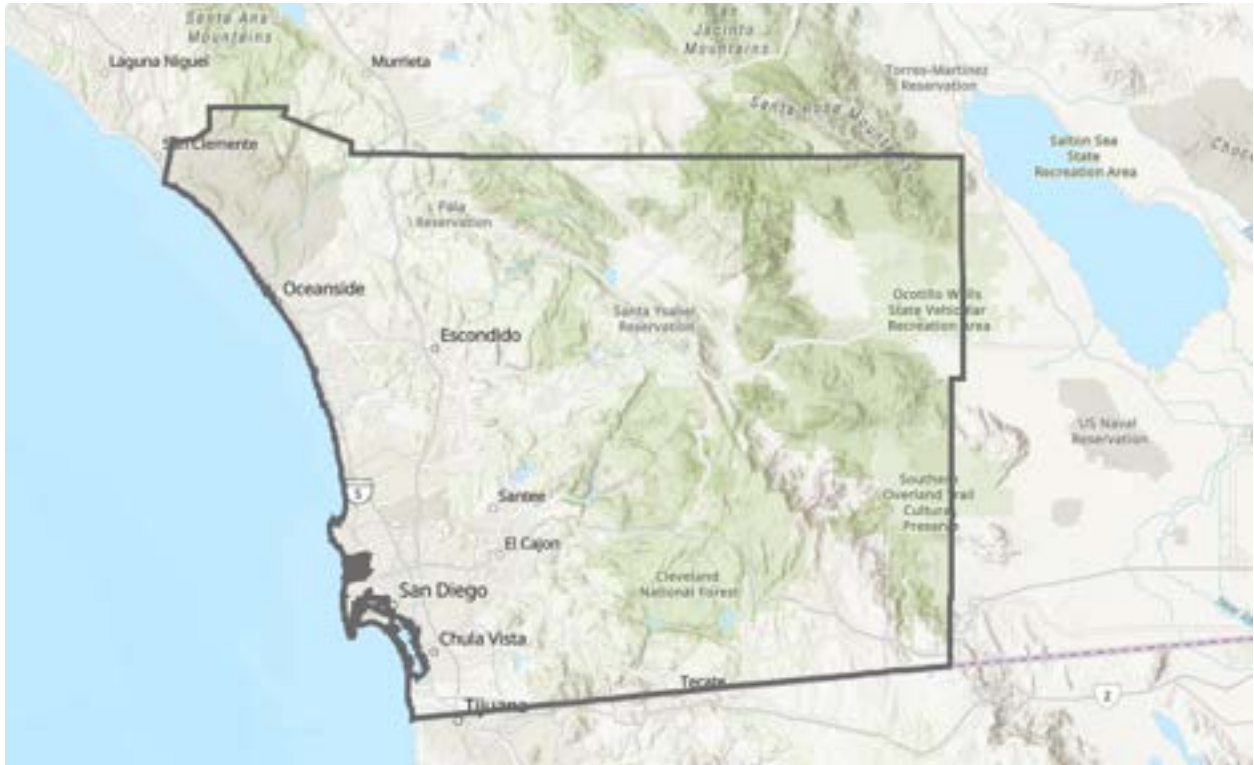 Santa Ana
Mountains
Laguna Niguel
Murrieta
Jacinto
Mountains
Torres-Martinez
Reservation
Santa Rosa Mountains
San Clemente
Salton Sea
State
Recreation Area
Pala
Reservation
Oceanside
Santa Ysabel
Reservation
Ocotillo Wells
State Vehicular
Recreation Area
Escondido
US Naval
Reservation
5
Santee
Southern
Overland Trail
Cultural
Preserve
El Cajon
San Diego
Cleveland
National Forest
Chula Vista
Tecate
Tijuana
2